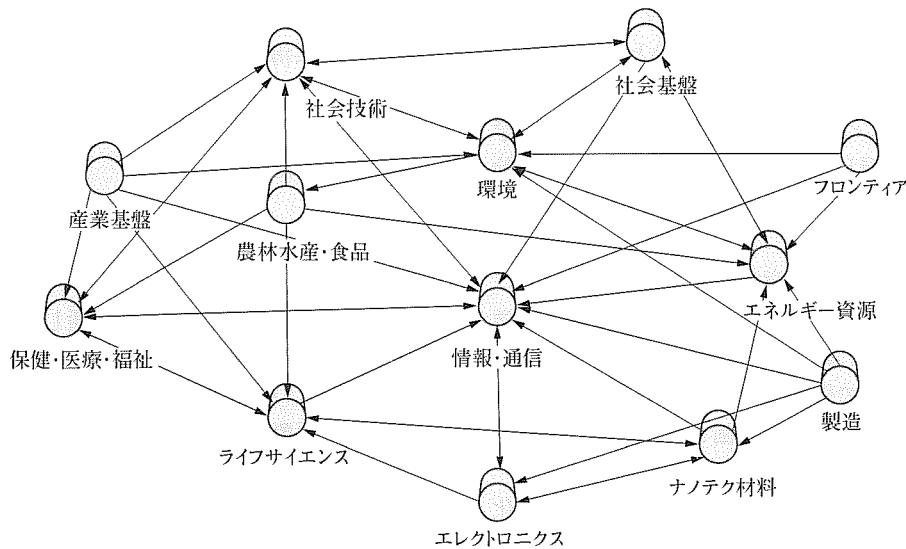 社会技術
社会基盤
環境
フロンティア
産業基盤
農林水産・食品
エネルギー資源
保健・医療・福祉
情報・通信
製造
ライフサイエンス
ナノテク材料
エレクトロニクス